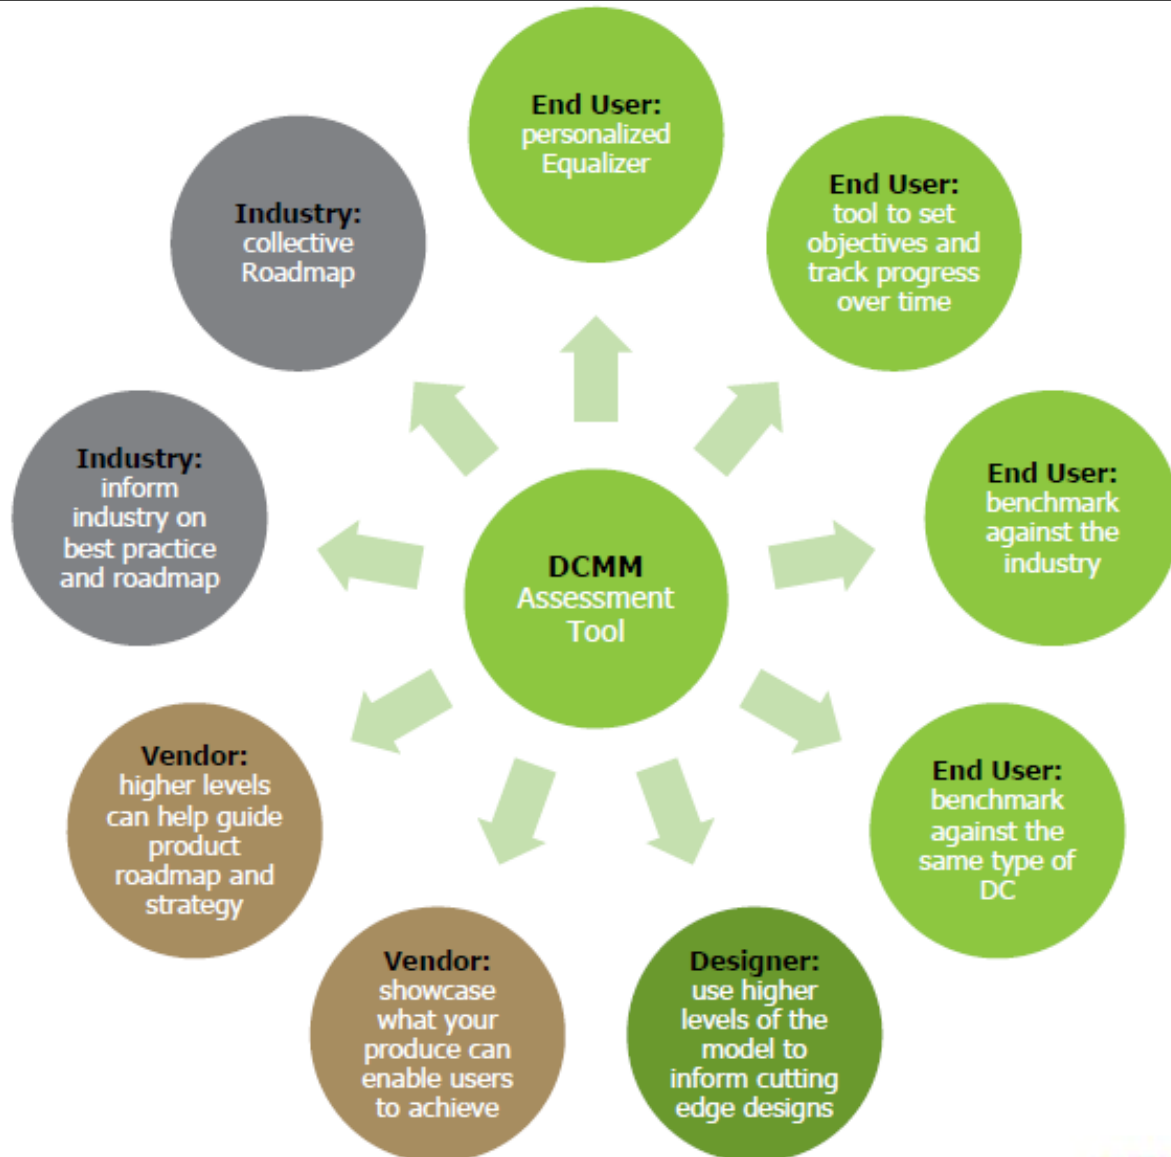 End User:
personalized
Equalizer
End User:
tool to set
objectives and
track progress
over time
End User:
benchmark
against the
industry
End User:
benchmark
against the
same type of
DC
Designer:
use higher
levels of the
model to
inform cutting
edge designs
Vendor:
showcase
what your
produce can
enable users
to achieve
Vendor:
higher levels
can help guide
product
roadmap and
strategy
Industry:
inform
industry on
best practice
and roadmap
Industry:
collective
Roadmap
DCMM
Assessment
Tool